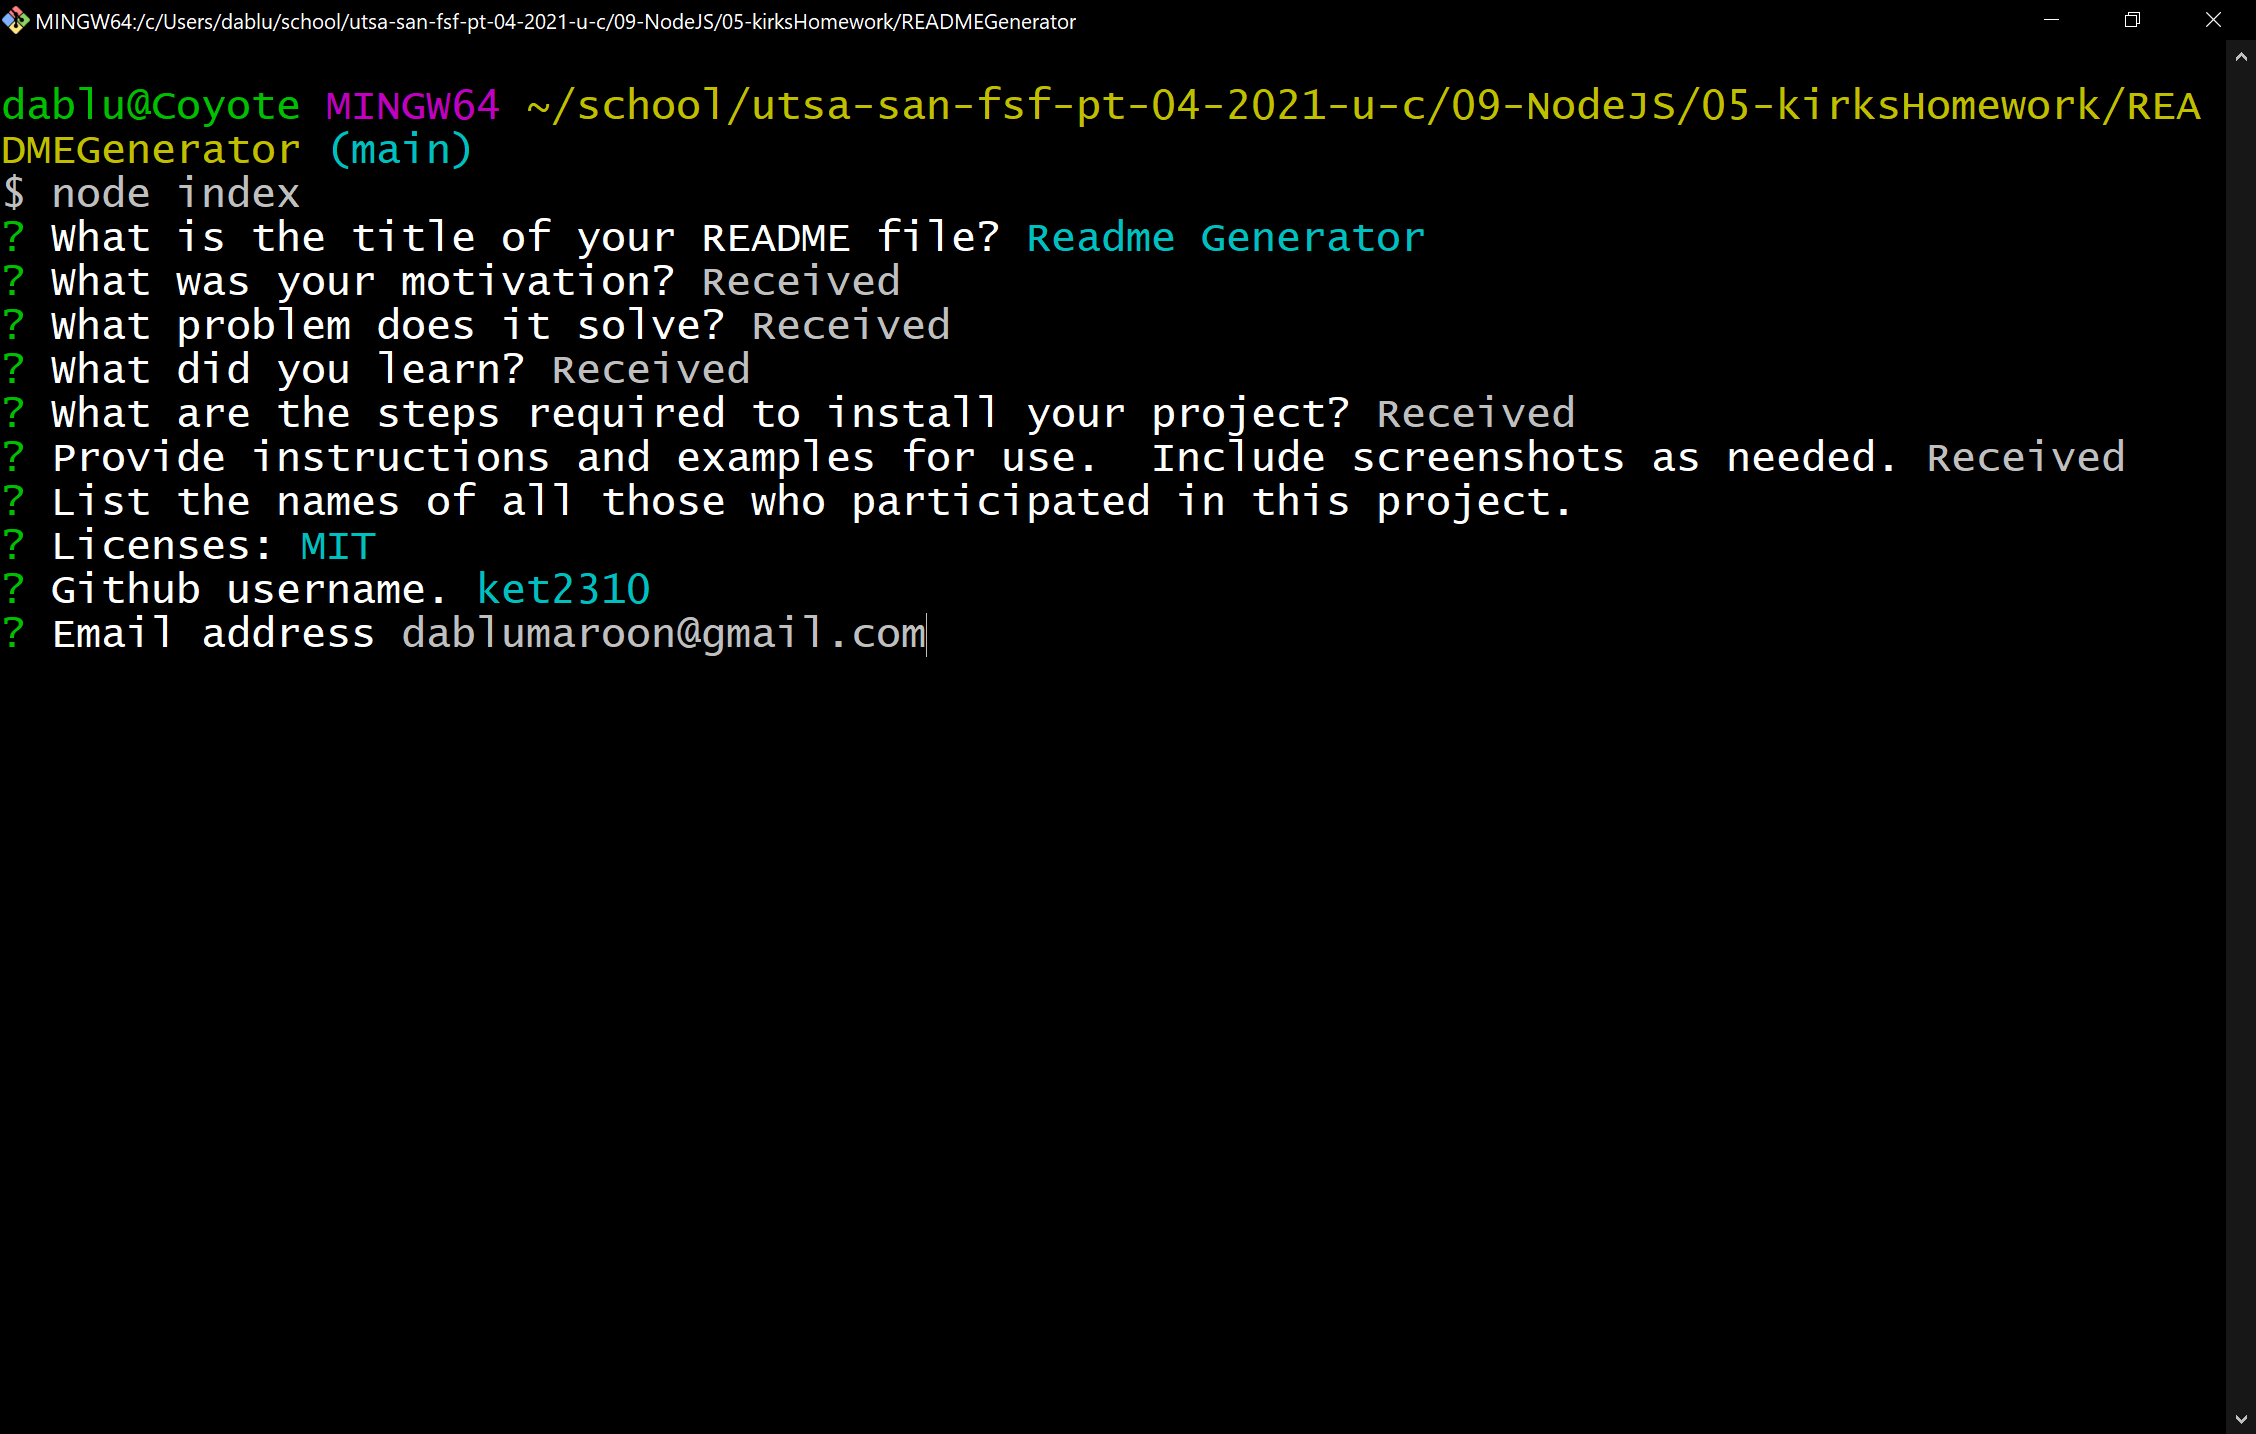 MINGW64:/c/Users/dablu/school/utsa-san-fsf-pt-04-2021-u-c/09-NodeJS/05-kirksHomework/READMEGenerator
dablu@Coyote MINGW64 ~/school/utsa-san-fsf-pt-04-2021-u-c/09-NodeJS/05-kirksHomework/REA
DMEGenerator (main)
$ node index
? What is the title of your README file? Readme Generator
? What was your motivation? Received
? What problem does it solve? Received
? What did you learn? Received
? What are the steps required to install your project? Received
? Provide instructions and examples for use.  Include screenshots as needed. Received
? List the names of all those who participated in this project.
? Licenses: MIT
? Github username. ket2310
? Email address dablumaroon@gmail.com